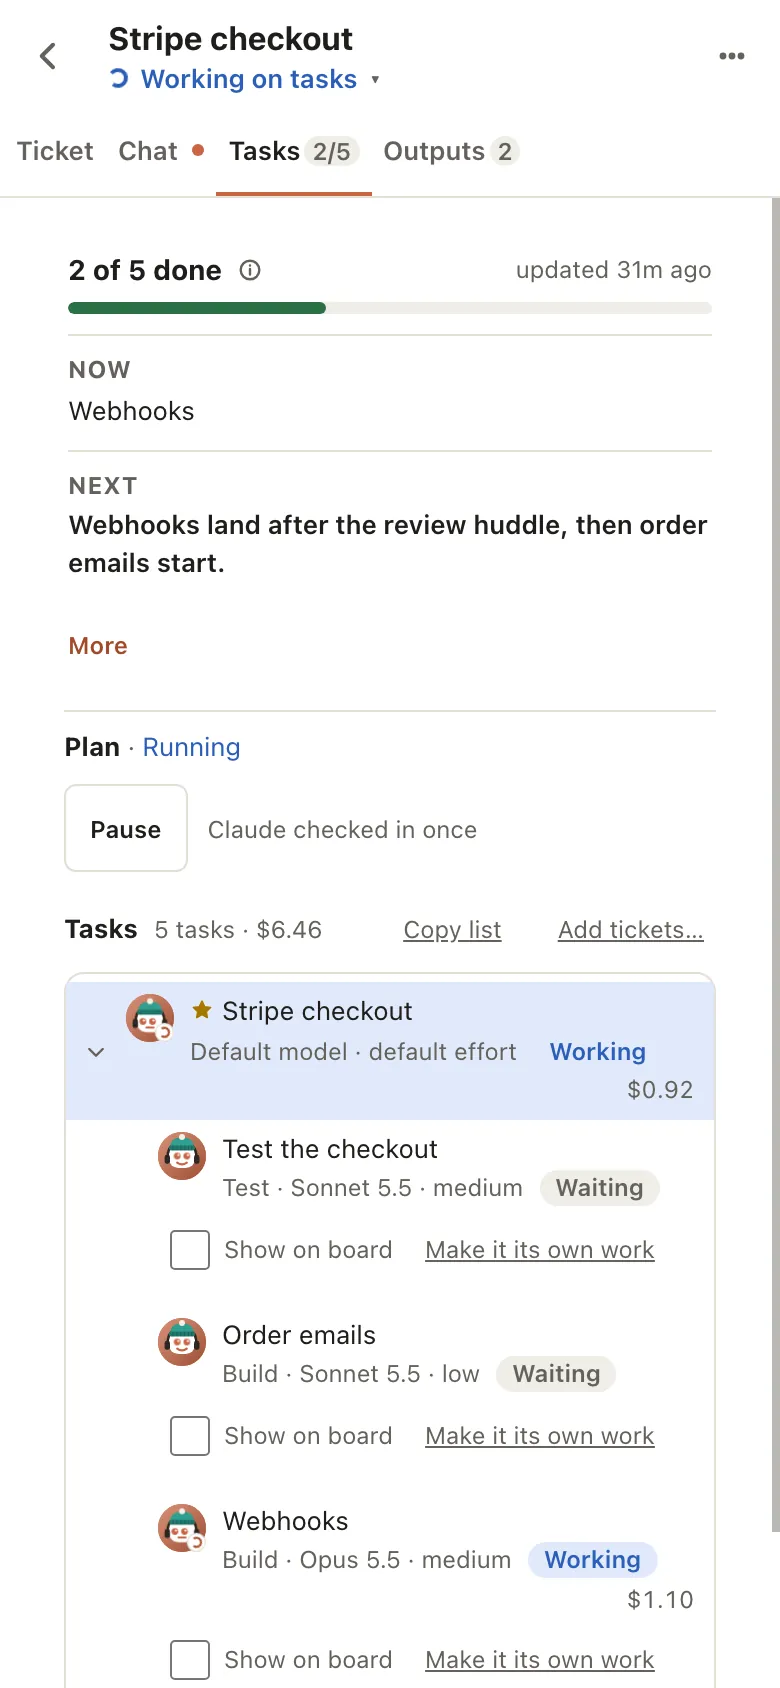 Stripe checkout
Working on tasks ▾
Ticket Chat Tasks 2/5 Outputs 2
2 of 5 done updated 31m ago
NOW
Webhooks
NEXT
Webhooks land after the review huddle, then order
emails start.
More
Plan · Running
Pause Claude checked in once
Tasks 5 tasks · $6.46 Copy list Add tickets...
Stripe checkout
Default model · default effort Working
$0.92
Test the checkout
Test · Sonnet 5.5 · medium Waiting
Show on board Make it its own work
Order emails
Build · Sonnet 5.5 · low Waiting
Show on board Make it its own work
Webhooks
Build · Opus 5.5 · medium Working
$1.10
Show on board Make it its own work